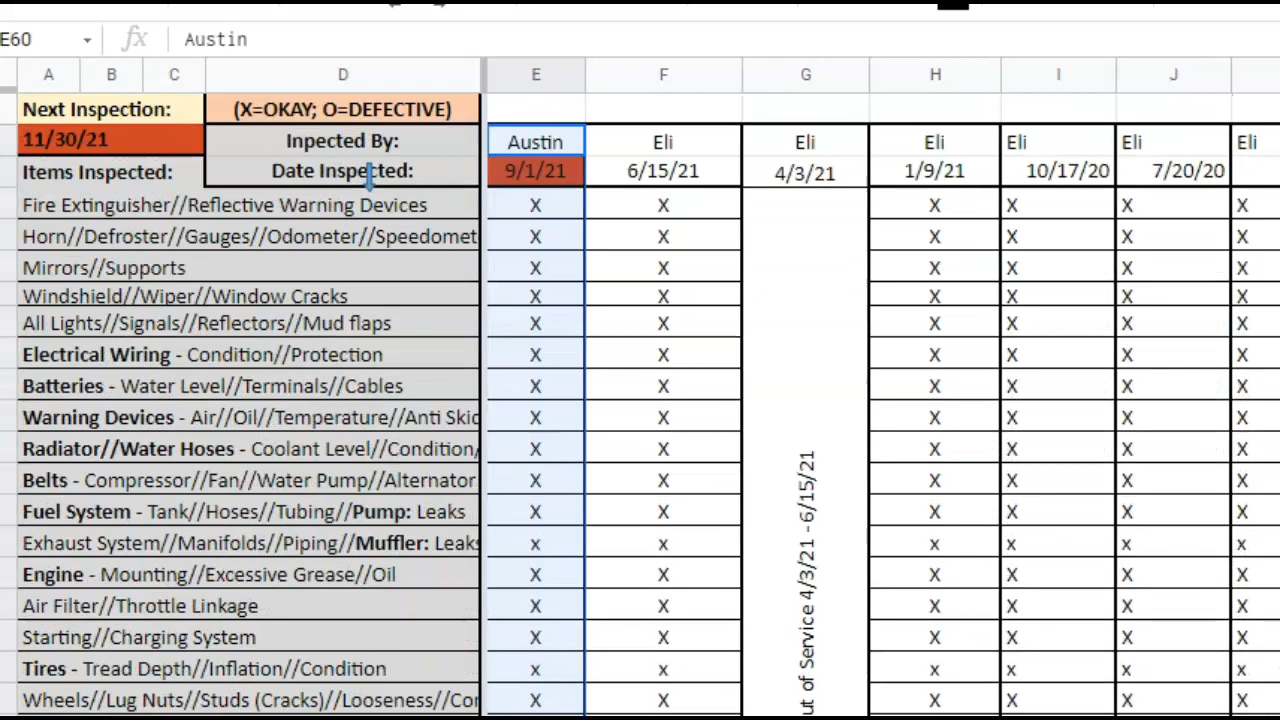 E60 fx Austin
A B C D E F G H I J
Next Inspection: (X=OKAY; O=DEFECTIVE)
11/30/21 Inpected By: Austin Eli Eli Eli Eli Eli Eli
Items Inspected: Date Inspected: 9/1/21 6/15/21 4/3/21 1/9/21 10/17/20 7/20/20
Fire Extinguisher//Reflective Warning Devices X X X X X X
Horn//Defroster//Gauges//Odometer//Speedomet X X X X X X
Mirrors//Supports X X X X X X
Windshield//Wiper//Window Cracks X X X X X X
All Lights//Signals//Reflectors//Mud flaps X X X X X X
Electrical Wiring - Condition//Protection X X X X X X
Batteries - Water Level//Terminals//Cables X X X X X X
Warning Devices - Air//Oil//Temperature//Anti Skid X X X X X X
Radiator//Water Hoses - Coolant Level//Condition/ X X X X X X
Belts - Compressor//Fan//Water Pump//Alternator X X X X X X
Fuel System - Tank//Hoses//Tubing//Pump: Leaks X X X X X X
Exhaust System//Manifolds//Piping//Muffler: Leaks x x x x x x
Engine - Mounting//Excessive Grease//Oil X X X X X X
Air Filter//Throttle Linkage X X X X X X
Starting//Charging System X X X X X X
Tires - Tread Depth//Inflation//Condition x x x x x x
Wheels//Lug Nuts//Studs (Cracks)//Looseness//Con X X X X X X
ut of Service 4/3/21 - 6/15/21